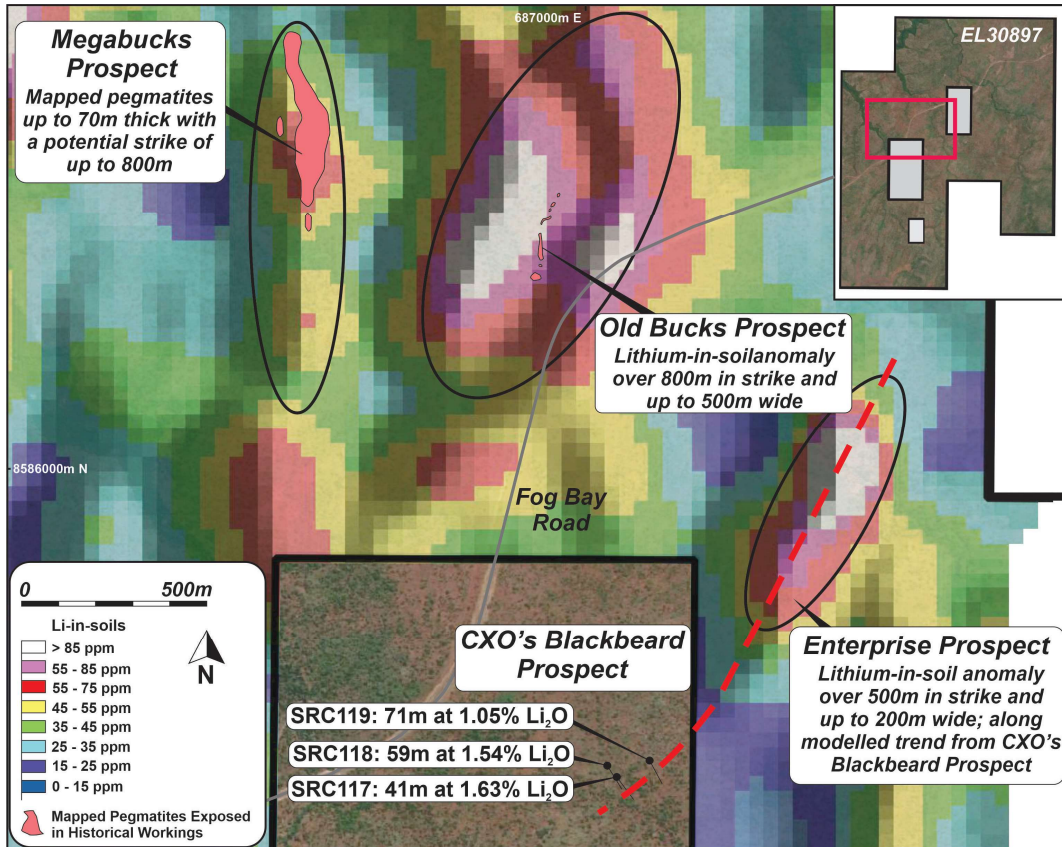 687000m E
Megabucks
Prospect
Mapped pegmatites
up to 70m thick with
a potential strike of
up to 800m
EL30897
Old Bucks Prospect
Lithium-in-soilanomaly
over 800m in strike and
up to 500m wide
8586000m N
Fog Bay
Road
0 500m
Li-in-soils
> 85 ppm
55 - 85 ppm
55 - 75 ppm
45 - 55 ppm
35 - 45 ppm
25 - 35 ppm
15 - 25 ppm
0 - 15 ppm
N
Mapped Pegmatites Exposed
in Historical Workings
CXO's Blackbeard
Prospect
SRC119: 71m at 1.05% Li₂O
SRC118: 59m at 1.54% Li₂O
SRC117: 41m at 1.63% Li₂O
Enterprise Prospect
Lithium-in-soil anomaly
over 500m in strike and
up to 200m wide; along
modelled trend from CXO's
Blackbeard Prospect